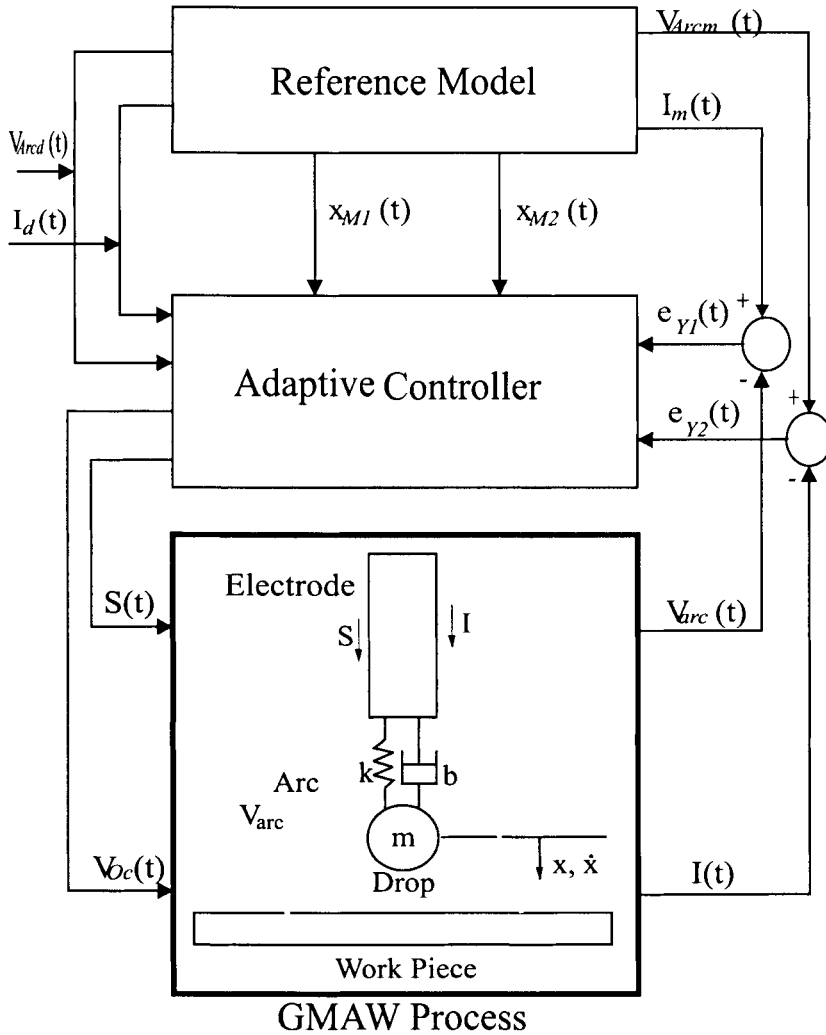 V_Arcm (t)
Reference Model
I_m(t)
V_Arcd(t)
I_d(t)
x_M1 (t)
x_M2 (t)
+
e_Y1(t)
-
Adaptive Controller
+
e_Y2(t)
-
Electrode
S(t)
S
I
V_arc (t)
k
b
Arc
V_arc
m
V_Oc(t)
Drop
x, ẋ
I(t)
Work Piece
GMAW Process